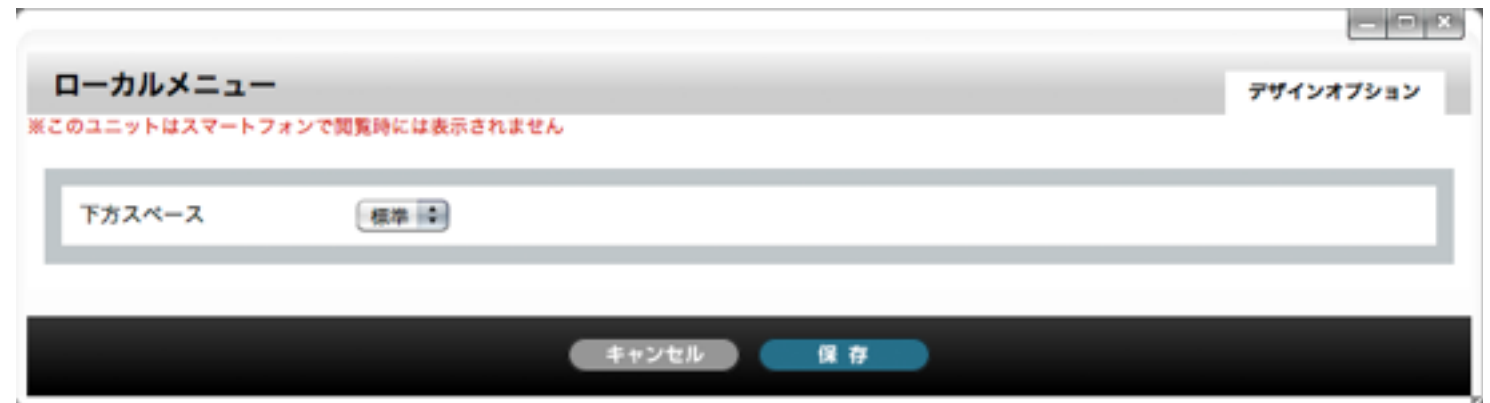 ローカルメニュー
デザインオプション
※このユニットはスマートフォンで閲覧時には表示されません
下方スペース 標準
キャンセル 保存